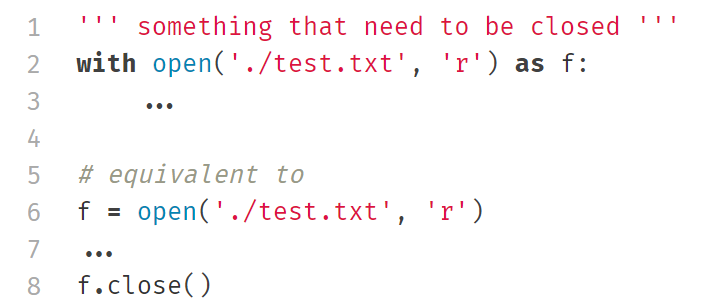 1 ''' something that need to be closed '''
2 with open('./test.txt', 'r') as f:
3 ...
4
5 # equivalent to
6 f = open('./test.txt', 'r')
7 ...
8 f.close()